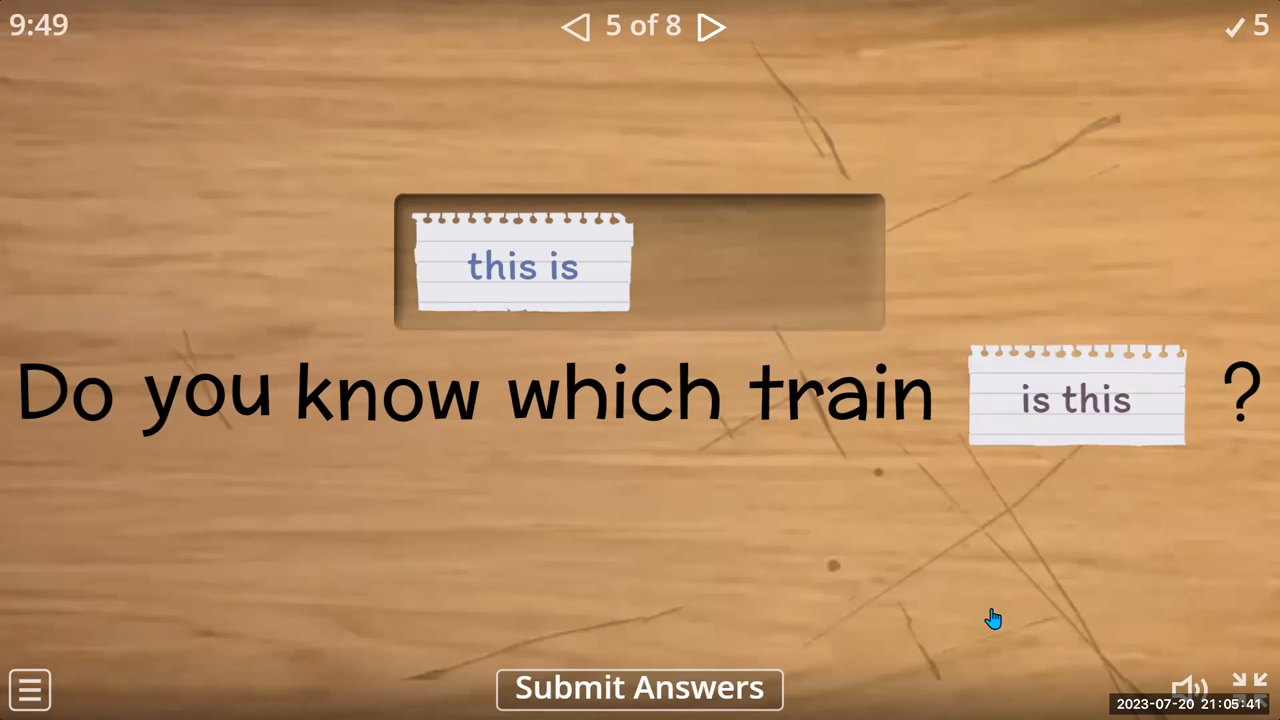 9:49
5 of 8
✓ 5
this is
Do you know which train is this ?
Submit Answers
2023-07-20 21:05:41